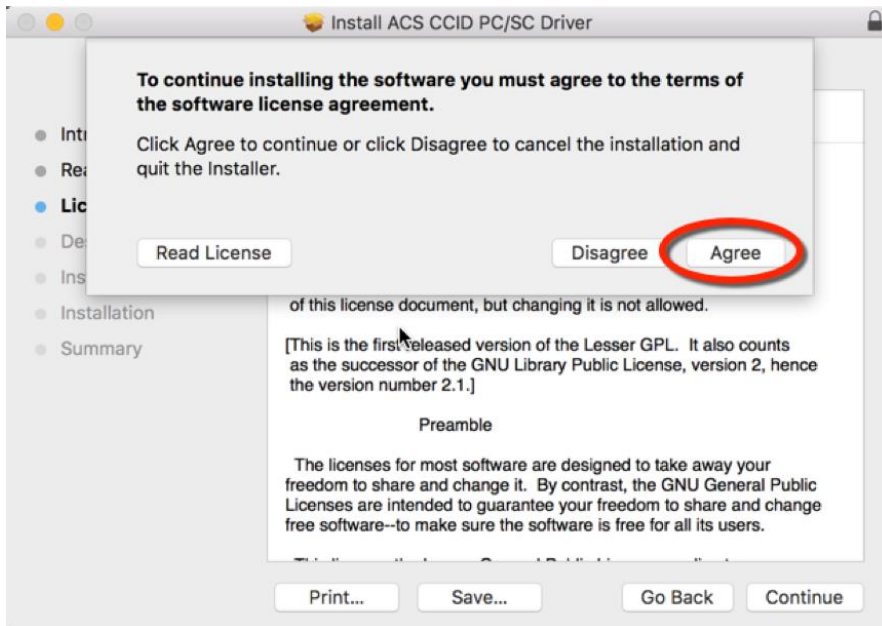 Install ACS CCID PC/SC Driver
To continue installing the software you must agree to the terms of
the software license agreement.
Click Agree to continue or click Disagree to cancel the installation and
quit the Installer.
Read License
Disagree
Agree
Lic
De
Ins
Installation
Summary
of this license document, but changing it is not allowed.
[This is the first released version of the Lesser GPL. It also counts
as the successor of the GNU Library Public License, version 2, hence
the version number 2.1.]
Preamble
The licenses for most software are designed to take away your
freedom to share and change it. By contrast, the GNU General Public
Licenses are intended to guarantee your freedom to share and change
free software--to make sure the software is free for all its users.
Print...
Save...
Go Back
Continue